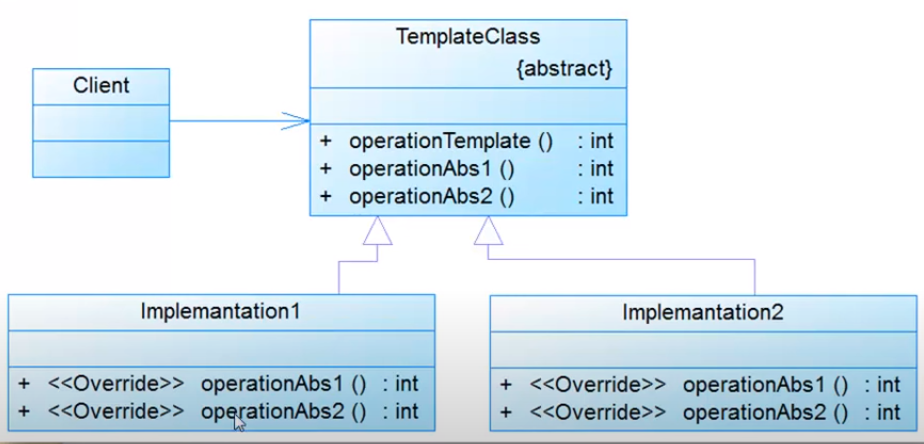 TemplateClass
{abstract}
Client
+ operationTemplate () : int
+ operationAbs1 () : int
+ operationAbs2 () : int
Implemantation1
+ <<Override>> operationAbs1 () : int
+ <<Override>> operationAbs2 () : int
Implemantation2
+ <<Override>> operationAbs1 () : int
+ <<Override>> operationAbs2 () : int